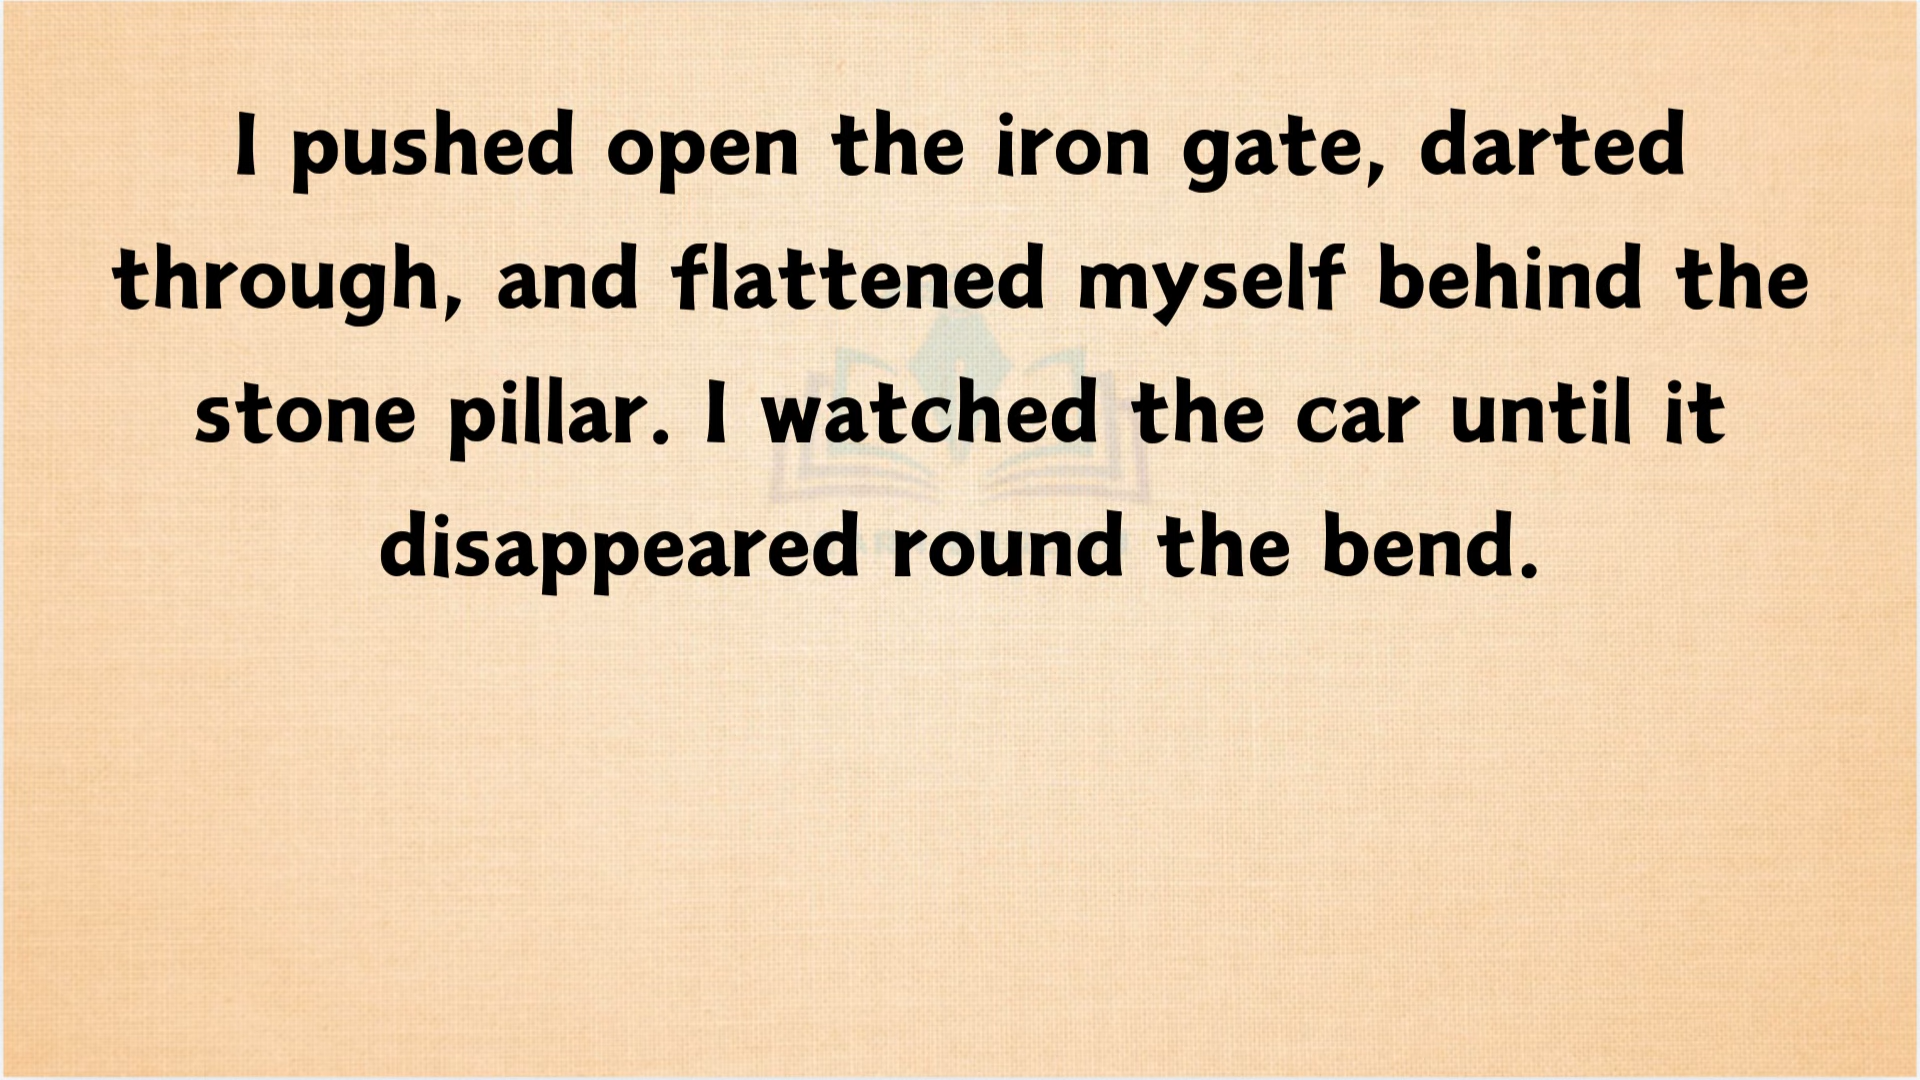 I pushed open the iron gate, darted
through, and flattened myself behind the
stone pillar. I watched the car until it
disappeared round the bend.